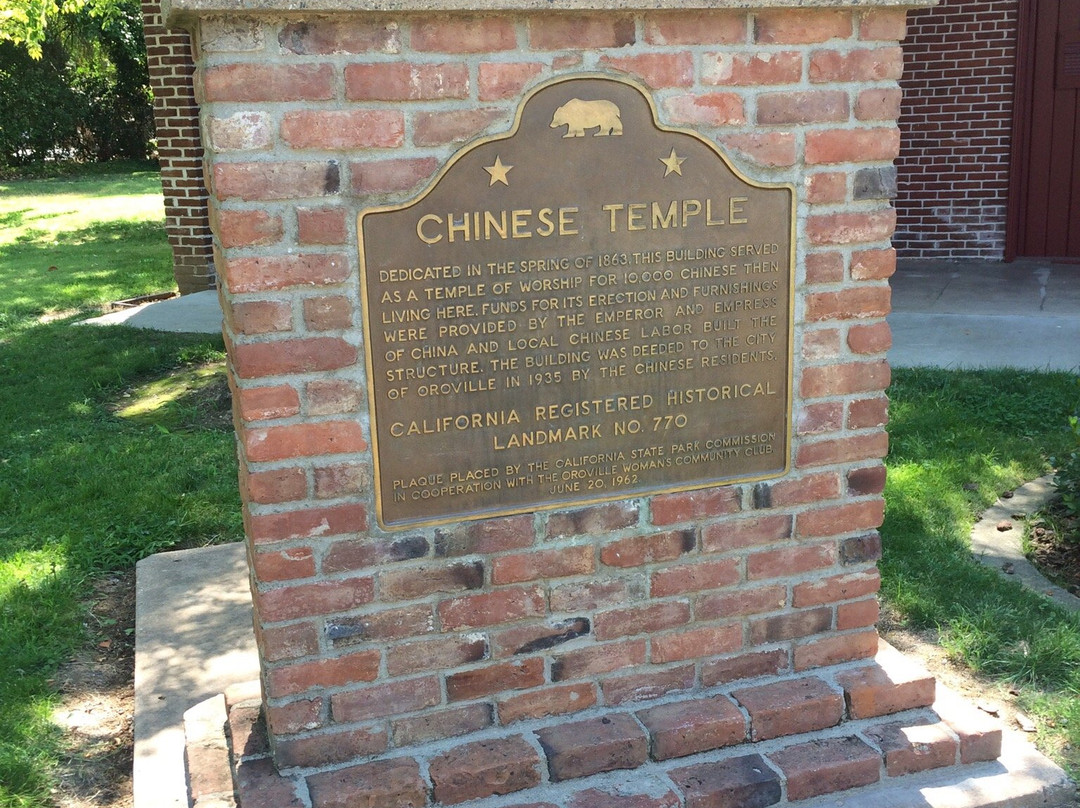 CHINESE TEMPLE
DEDICATED IN THE SPRING OF 1863, THIS BUILDING SERVED
AS A TEMPLE OF WORSHIP FOR 10,000 CHINESE THEN
LIVING HERE. FUNDS FOR ITS ERECTION AND FURNISHINGS
WERE PROVIDED BY THE EMPEROR AND EMPRESS
OF CHINA AND LOCAL CHINESE LABOR BUILT THE
STRUCTURE. THE BUILDING WAS DEEDED TO THE CITY
OF OROVILLE IN 1935 BY THE CHINESE RESIDENTS.
CALIFORNIA REGISTERED HISTORICAL
LANDMARK NO. 770
PLAQUE PLACED BY THE CALIFORNIA STATE PARK COMMISSION
IN COOPERATION WITH THE OROVILLE WOMAN'S COMMUNITY CLUB.
JUNE 20, 1962